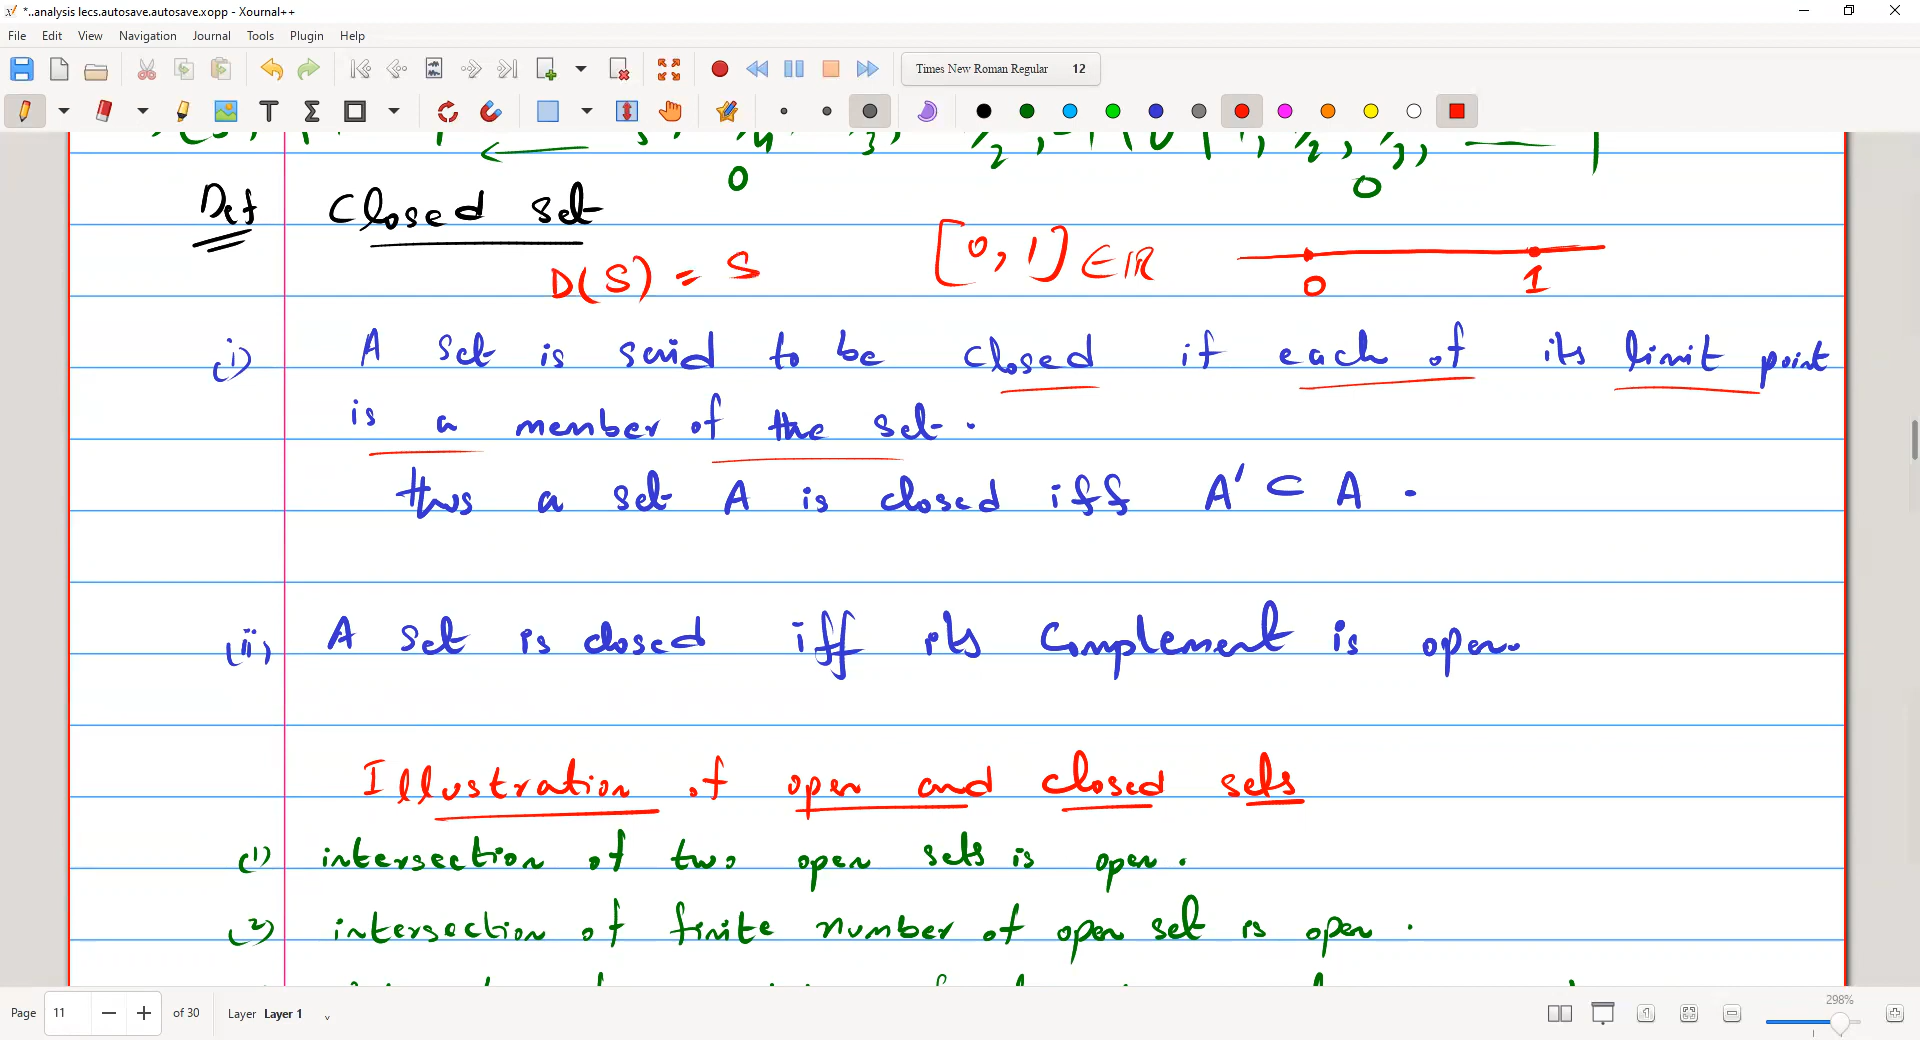 *..analysis lecs.autosave.autosave.xopp - Xournal++
File Edit View Navigation Journal Tools Plugin Help
Times New Roman Regular 12
0 0
Def Closed set
D(S) = S [0, 1] ∈ IR 0 1
(i) A set is said to be closed if each of its limit point
is a member of the set.
thus a set A is closed iff A' ⊂ A .
(ii) A set is closed iff its Complement is open.
Illustration of open and closed sets
(1) intersection of two open sets is open.
(2) intersection of finite number of open set is open .
Page 11 of 30 Layer Layer 1 298%